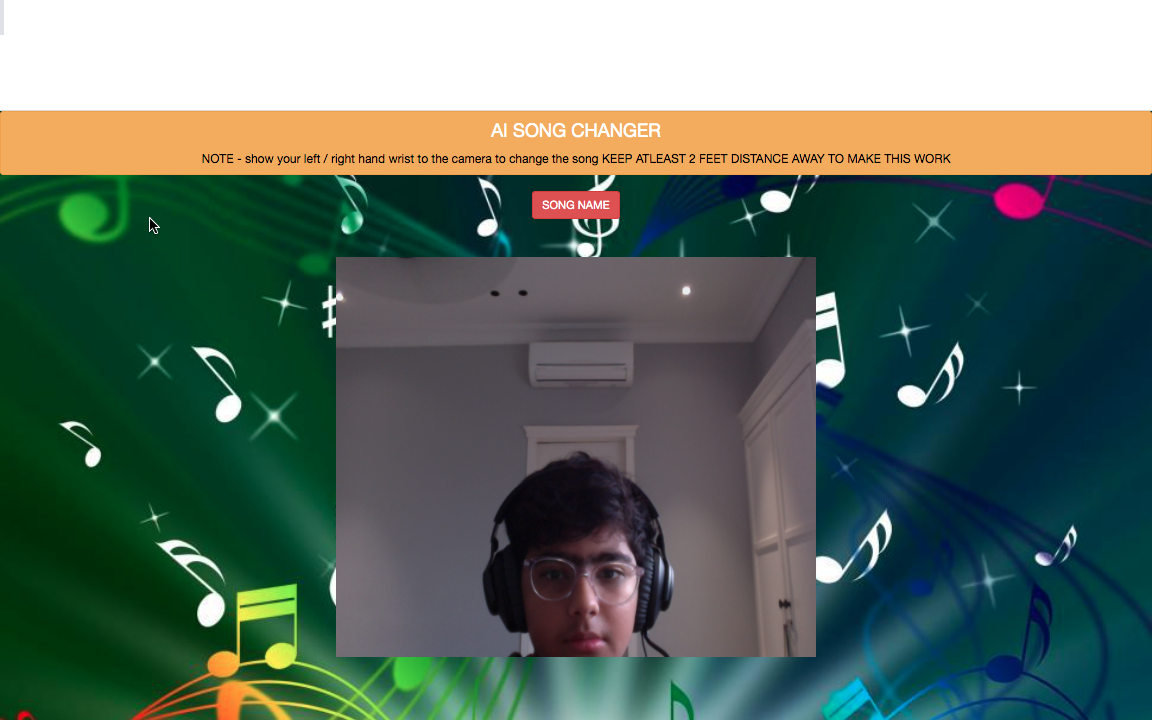 AI SONG CHANGER
NOTE - show your left / right hand wrist to the camera to change the song KEEP ATLEAST 2 FEET DISTANCE AWAY TO MAKE THIS WORK
SONG NAME